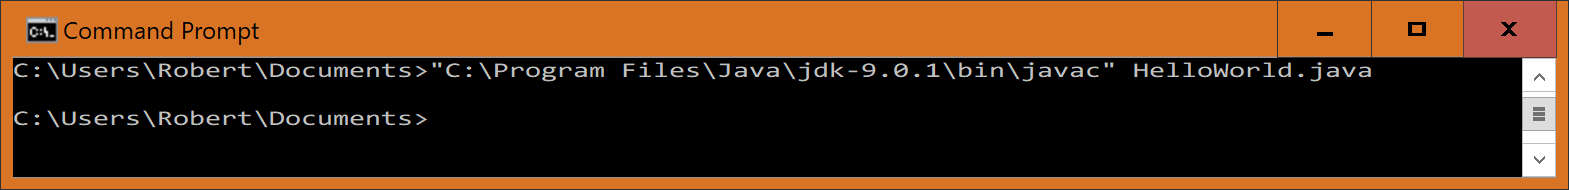 Command Prompt
C:\Users\Robert\Documents>"C:\Program Files\Java\jdk-9.0.1\bin\javac" HelloWorld.java
C:\Users\Robert\Documents>